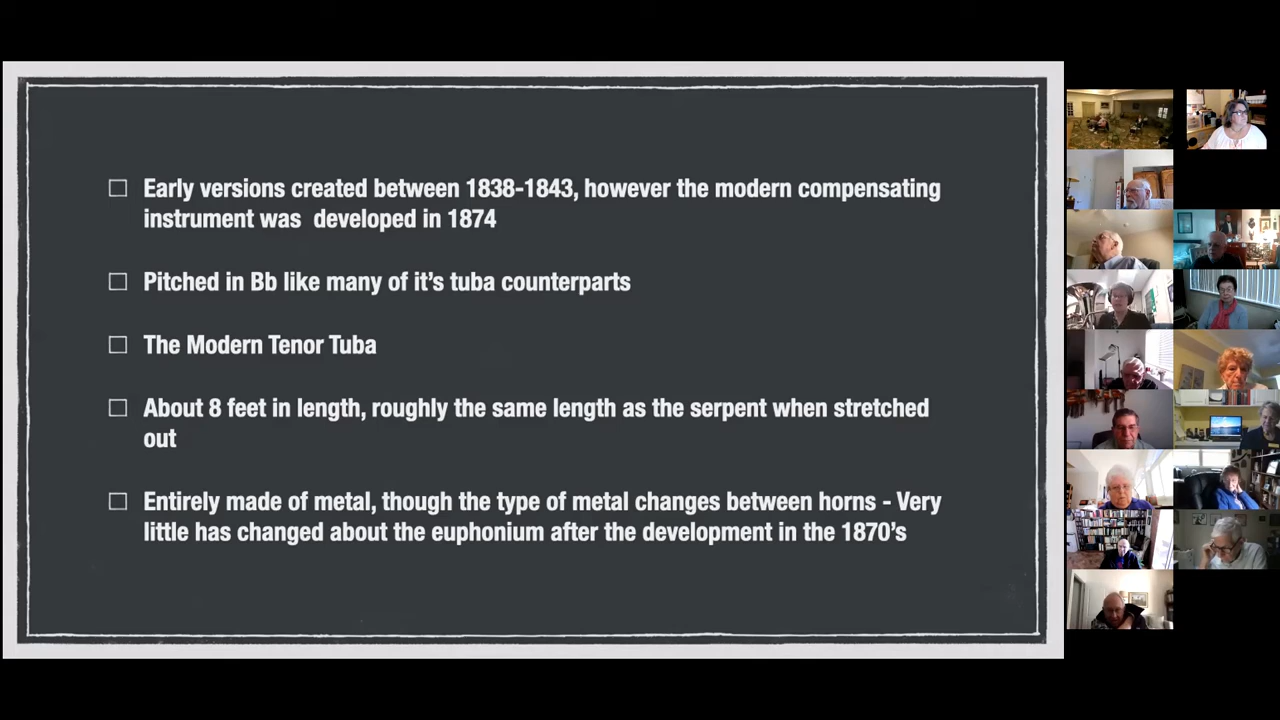 Early versions created between 1838-1843, however the modern compensating
instrument was developed in 1874
Pitched in Bb like many of it's tuba counterparts
The Modern Tenor Tuba
About 8 feet in length, roughly the same length as the serpent when stretched
out
Entirely made of metal, though the type of metal changes between horns - Very
little has changed about the euphonium after the development in the 1870's